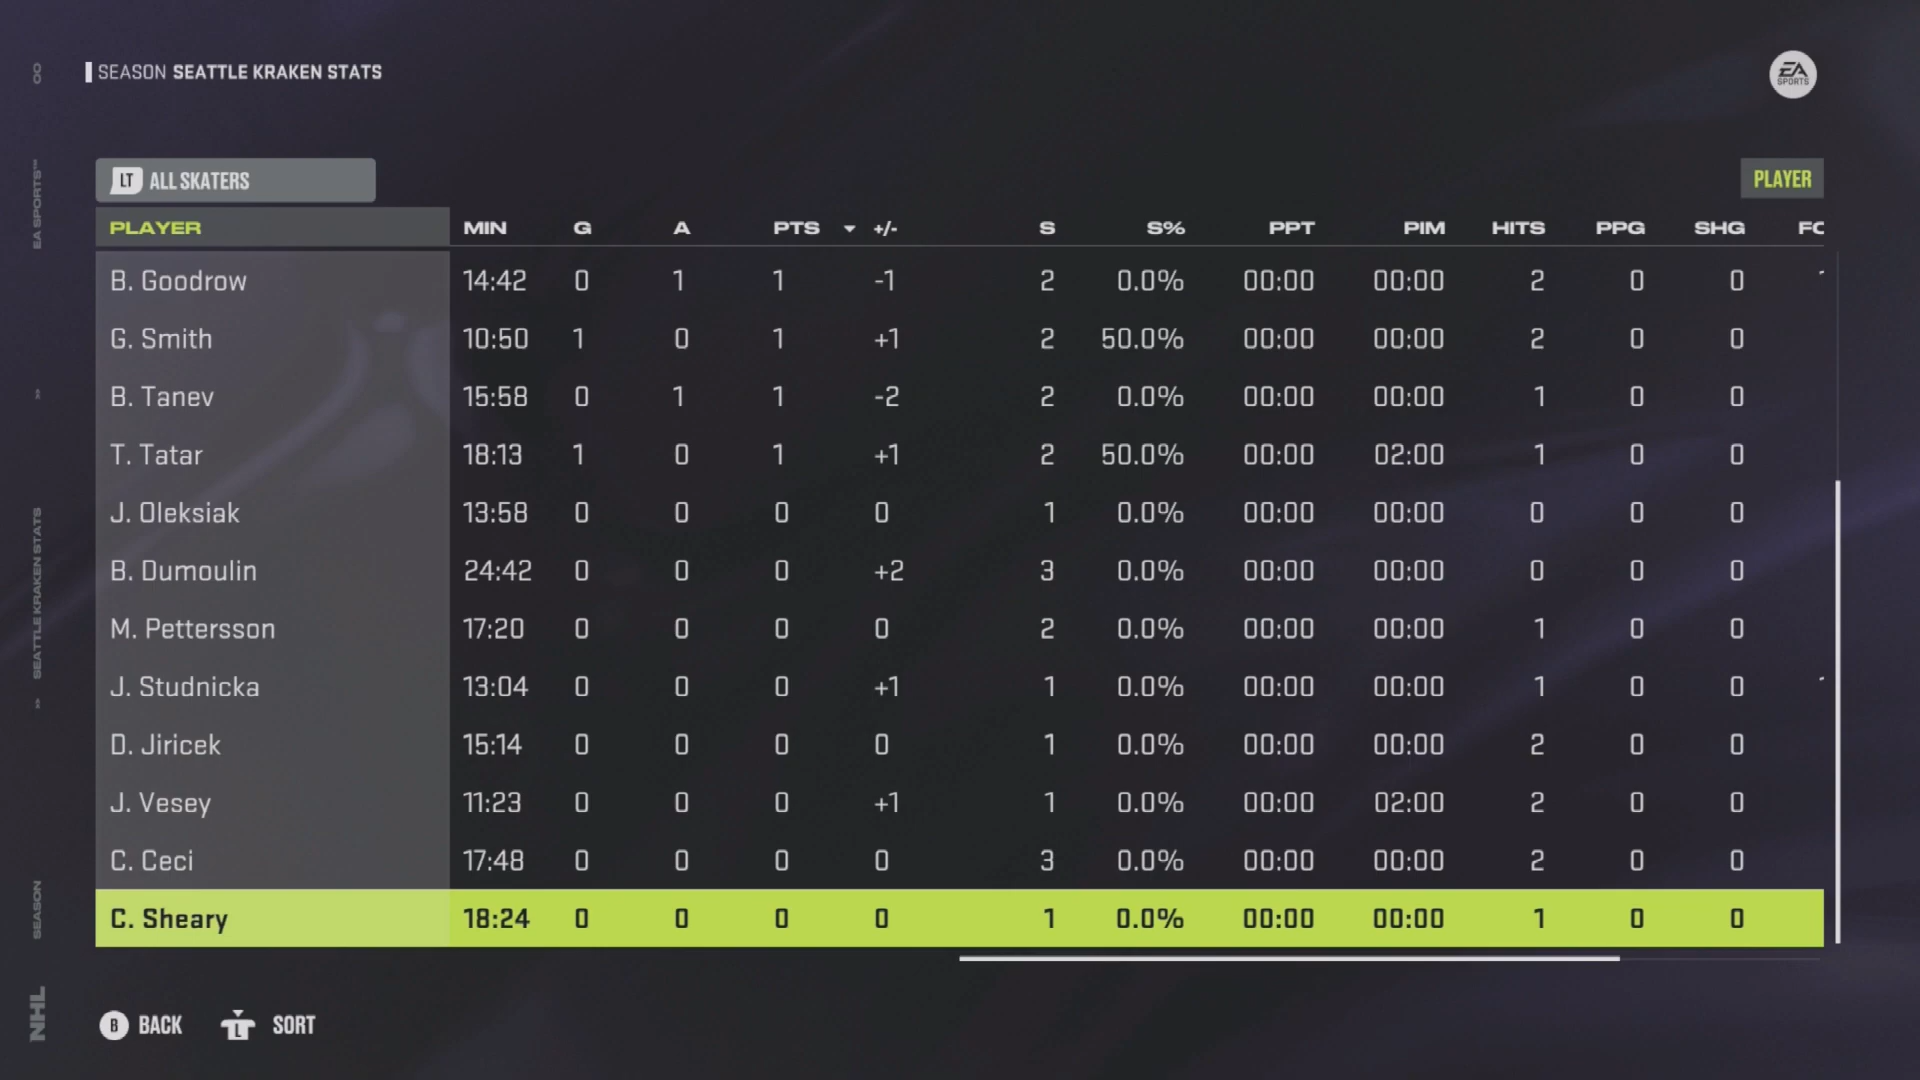 SEASON SEATTLE KRAKEN STATS
EA SPORTS
LT ALL SKATERS
PLAYER
PLAYER MIN G A PTS +/- S S% PPT PIM HITS PPG SHG
B. Goodrow 14:42 0 1 1 -1 2 0.0% 00:00 00:00 2 0 0
G. Smith 10:50 1 0 1 +1 2 50.0% 00:00 00:00 2 0 0
B. Tanev 15:58 0 1 1 -2 2 0.0% 00:00 00:00 1 0 0
T. Tatar 18:13 1 0 1 +1 2 50.0% 00:00 02:00 1 0 0
J. Oleksiak 13:58 0 0 0 0 1 0.0% 00:00 00:00 0 0 0
B. Dumoulin 24:42 0 0 0 +2 3 0.0% 00:00 00:00 0 0 0
M. Pettersson 17:20 0 0 0 0 2 0.0% 00:00 00:00 1 0 0
J. Studnicka 13:04 0 0 0 +1 1 0.0% 00:00 00:00 1 0 0
D. Jiricek 15:14 0 0 0 0 1 0.0% 00:00 00:00 2 0 0
J. Vesey 11:23 0 0 0 +1 1 0.0% 00:00 02:00 2 0 0
C. Ceci 17:48 0 0 0 0 3 0.0% 00:00 00:00 2 0 0
C. Sheary 18:24 0 0 0 0 1 0.0% 00:00 00:00 1 0 0
B BACK L SORT
NHL SEASON » SEATTLE KRAKEN STATS » EA SPORTS™